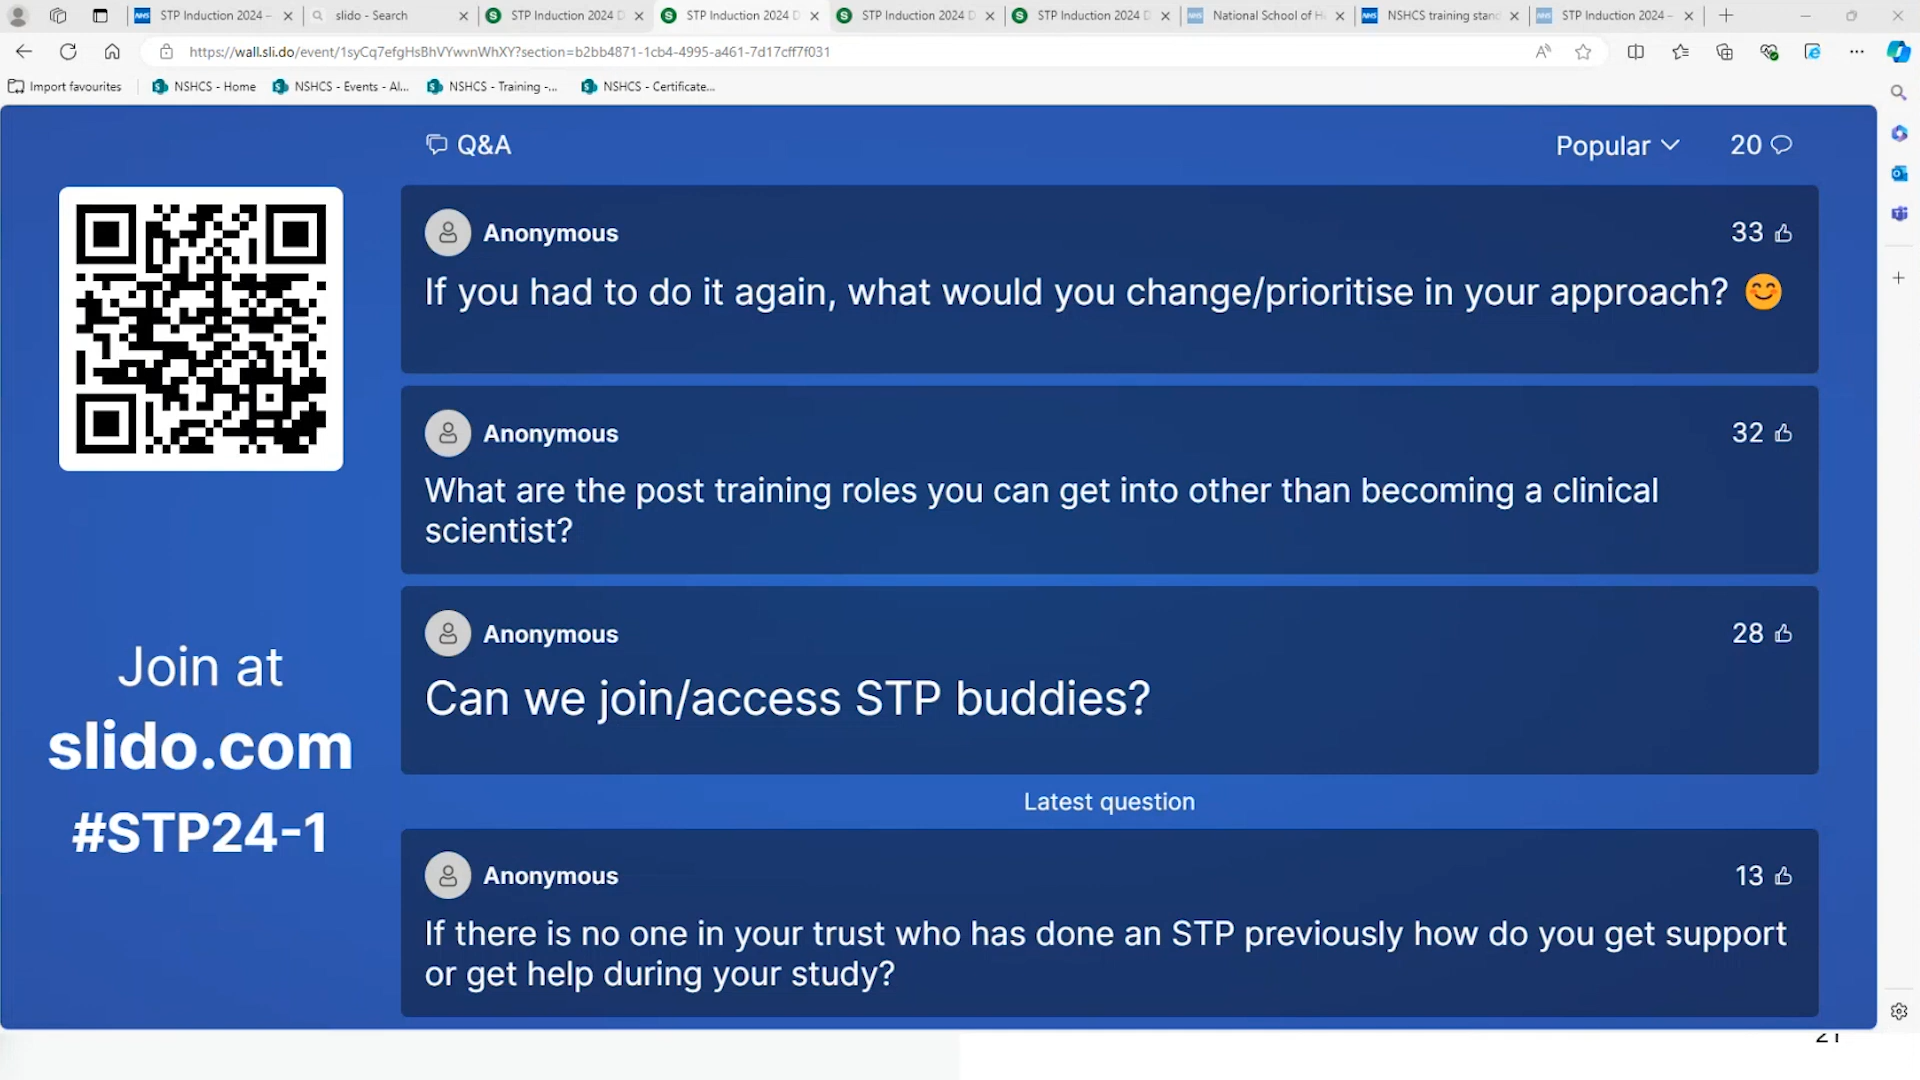 STP Induction 2024 –
slido - Search
STP Induction 2024 D
STP Induction 2024 D
STP Induction 2024 D
STP Induction 2024 D
National School of H
NSHCS training stand
STP Induction 2024 –
https://wall.sli.do/event/1syCq7efgHsBhVYwvnWhXY?section=b2bb4871-1cb4-4995-a461-7d17cff7f031
Import favourites
NSHCS - Home
NSHCS - Events - Al...
NSHCS - Training -...
NSHCS - Certificate...
Q&A
Popular
20
Anonymous
33
If you had to do it again, what would you change/prioritise in your approach? 😊
Anonymous
32
What are the post training roles you can get into other than becoming a clinical
scientist?
Anonymous
28
Can we join/access STP buddies?
Latest question
Anonymous
13
If there is no one in your trust who has done an STP previously how do you get support
or get help during your study?
Join at
slido.com
#STP24-1
21